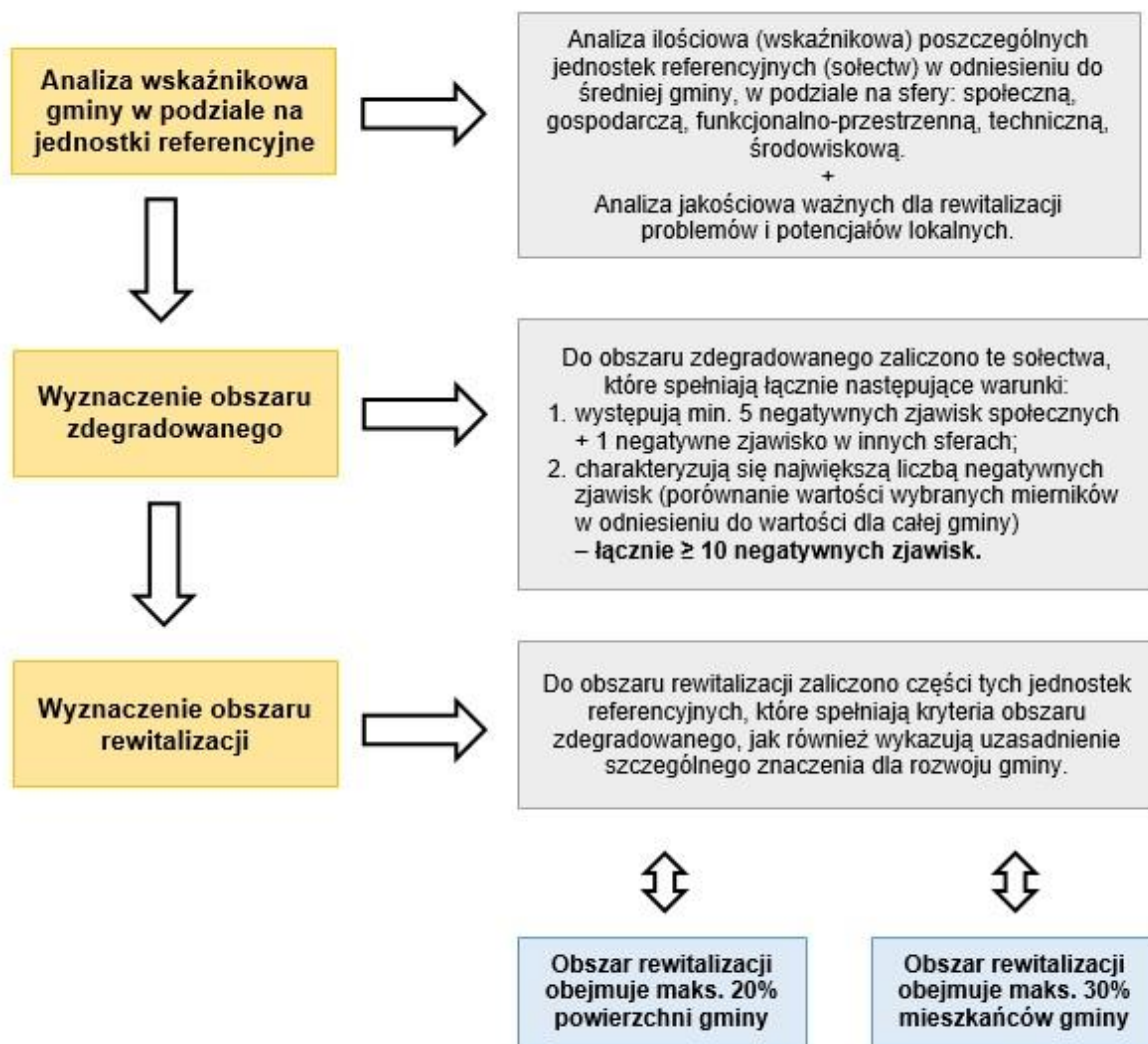 Analiza wskaźnikowa
gminy w podziale na
jednostki referencyjne
Analiza ilościowa (wskaźnikowa) poszczególnych
jednostek referencyjnych (sołectw) w odniesieniu do
średniej gminy, w podziale na sfery: społeczną,
gospodarczą, funkcjonalno-przestrzenną, techniczną,
środowiskową.
+
Analiza jakościowa ważnych dla rewitalizacji
problemów i potencjałów lokalnych.
Wyznaczenie obszaru
zdegradowanego
Do obszaru zdegradowanego zaliczono te sołectwa,
które spełniają łącznie następujące warunki:
1. występują min. 5 negatywnych zjawisk społecznych
+ 1 negatywne zjawisko w innych sferach;
2. charakteryzują się największą liczbą negatywnych
zjawisk (porównanie wartości wybranych mierników
w odniesieniu do wartości dla całej gminy)
– łącznie ≥ 10 negatywnych zjawisk.
Wyznaczenie obszaru
rewitalizacji
Do obszaru rewitalizacji zaliczono części tych jednostek
referencyjnych, które spełniają kryteria obszaru
zdegradowanego, jak również wykazują uzasadnienie
szczególnego znaczenia dla rozwoju gminy.
Obszar rewitalizacji
obejmuje maks. 20%
powierzchni gminy
Obszar rewitalizacji
obejmuje maks. 30%
mieszkańców gminy